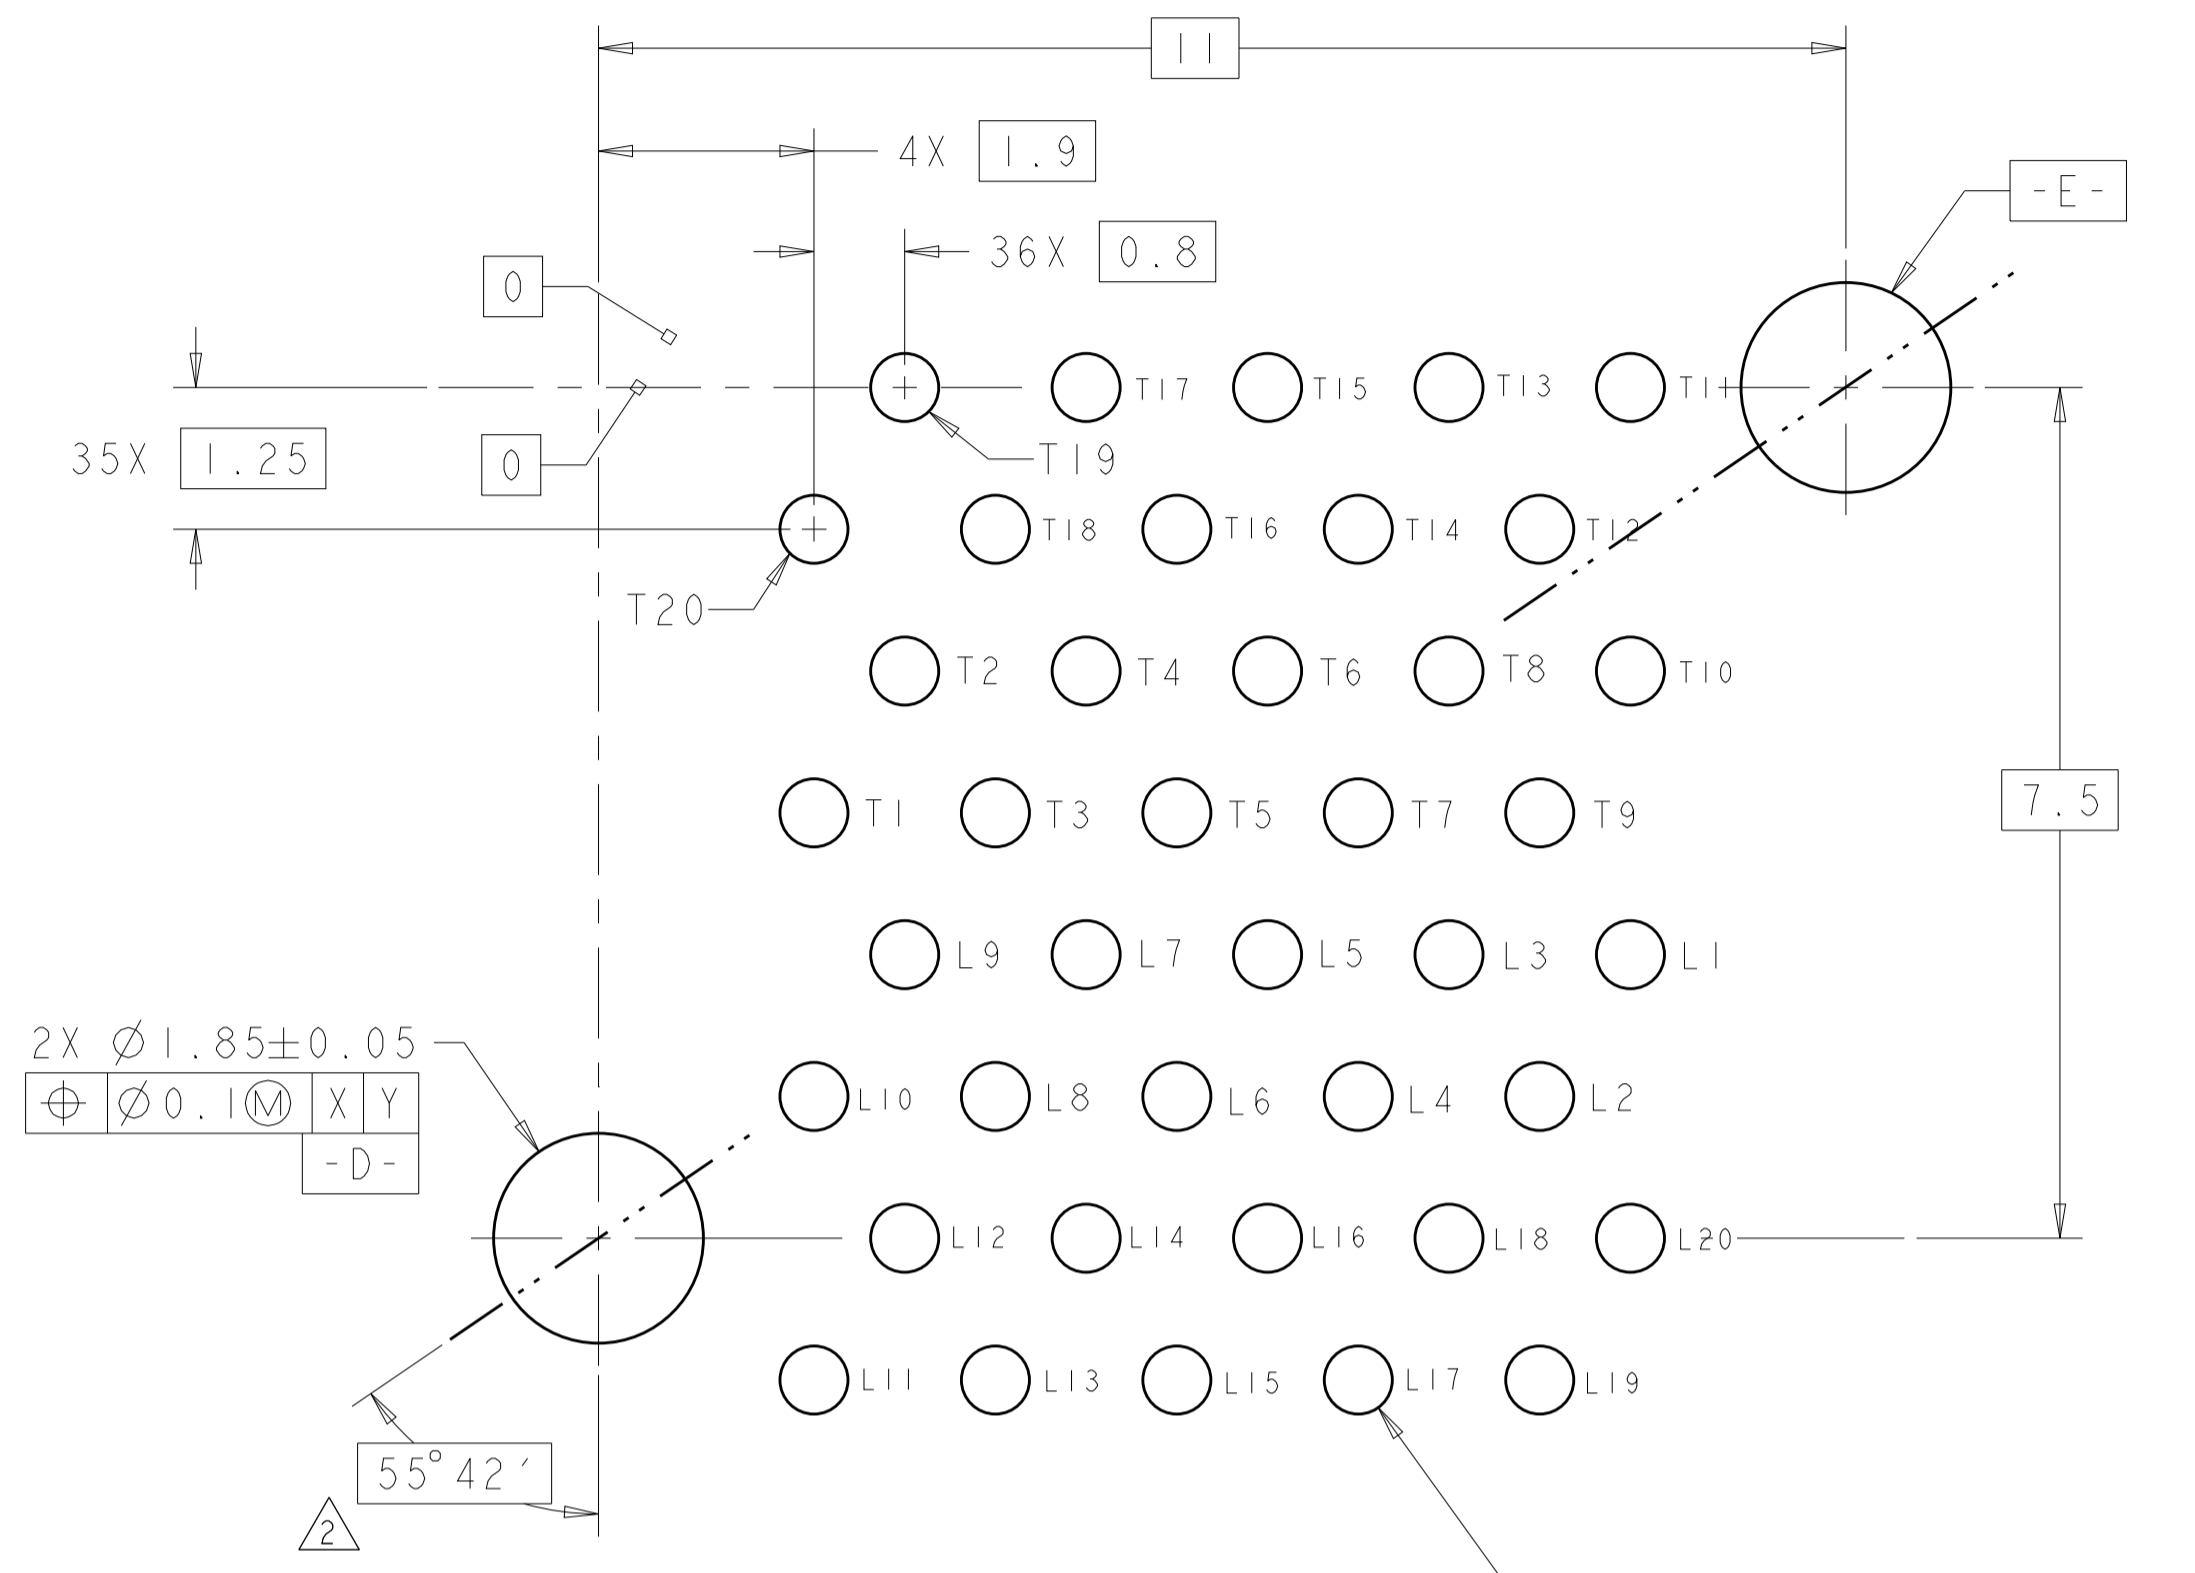 11
4X 1.9
-E-
36X 0.8
0
T17 T15 T13 T11
35X 1.25
0
T19
T18 T16 T14 T12
T20
T2 T4 T6 T8 T10
7.5
T1 T3 T5 T7 T9
L9 L7 L5 L3 L1
2X Ø1.85±0.05
⌖ Ø0.1Ⓜ X Y
-D-
L10 L8 L6 L4 L2
L12 L14 L16 L18 L20
L11 L13 L15 L17 L19
55°42′
2